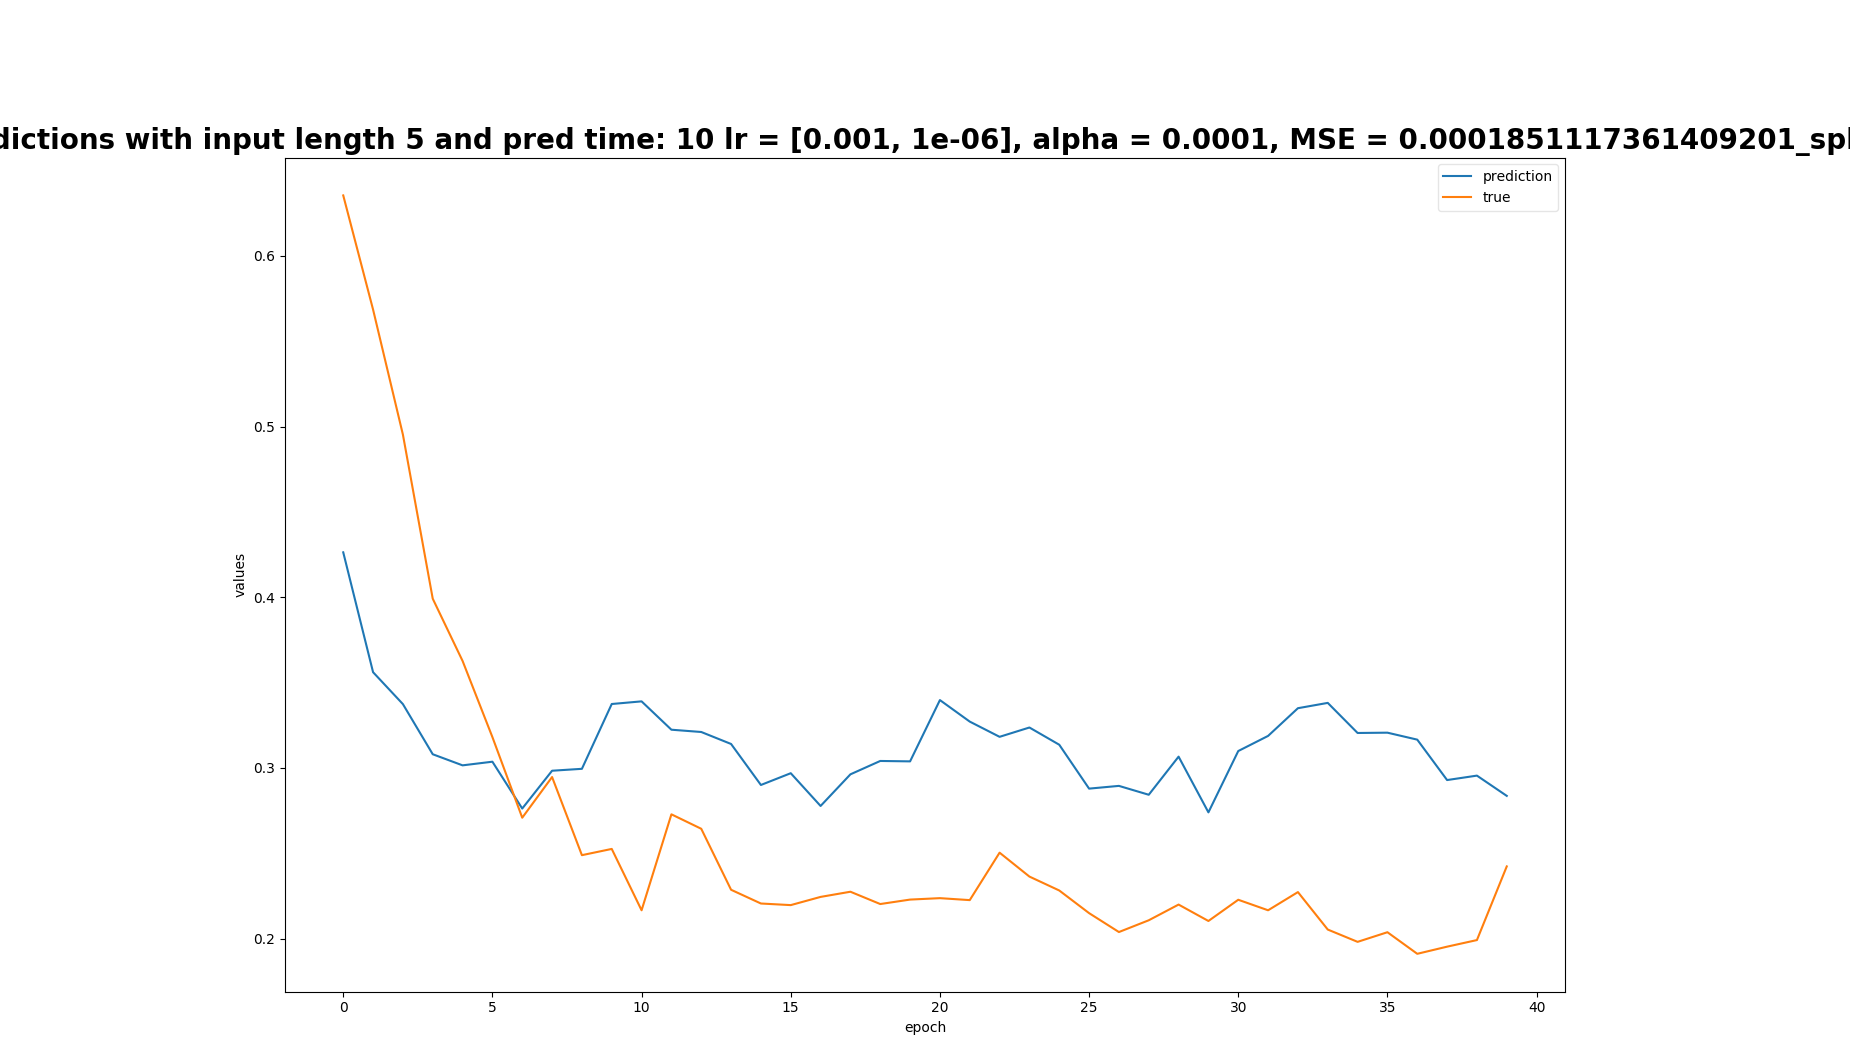 dictions with input length 5 and pred time: 10 lr = [0.001, 1e-06], alpha = 0.0001, MSE = 0.0001851117361409201_spl
prediction
true
0.6
0.5
0.4
0.3
0.2
values
0
5
10
15
20
25
30
35
40
epoch